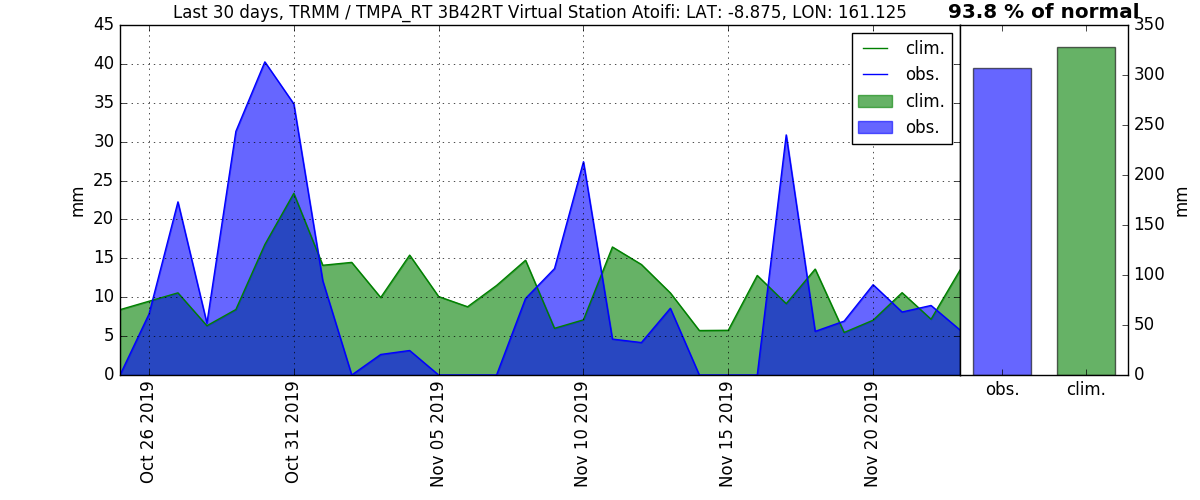 Last 30 days, TRMM / TMPA_RT 3B42RT Virtual Station Atoifi: LAT: -8.875, LON: 161.125
93.8 % of normal
45
40
35
30
25
20
15
10
5
0
mm
clim.
obs.
clim.
obs.
Oct 26 2019
Oct 31 2019
Nov 05 2019
Nov 10 2019
Nov 15 2019
Nov 20 2019
350
300
250
200
150
100
50
0
mm
obs.
clim.